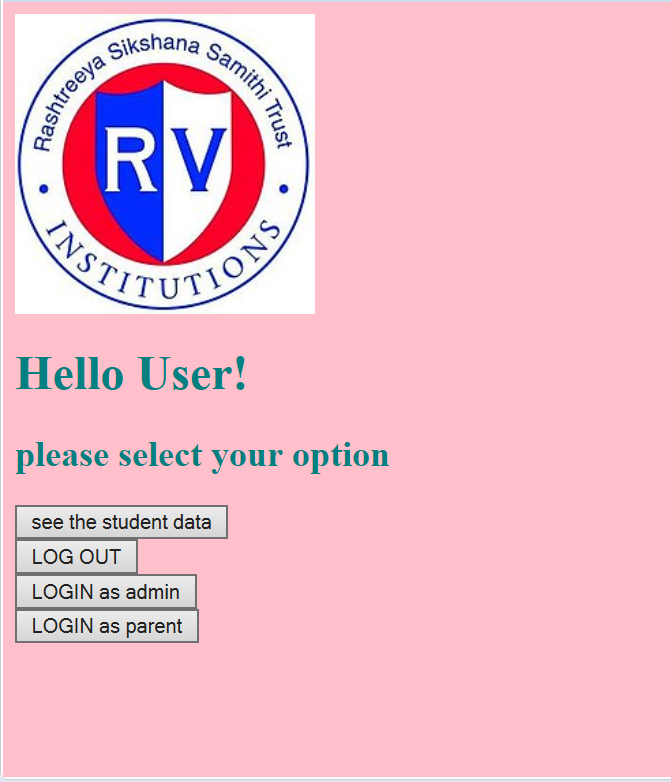 Rashtreeya Sikshana Samithi Trust
RV
INSTITUTIONS
Hello User!
please select your option
see the student data
LOG OUT
LOGIN as admin
LOGIN as parent